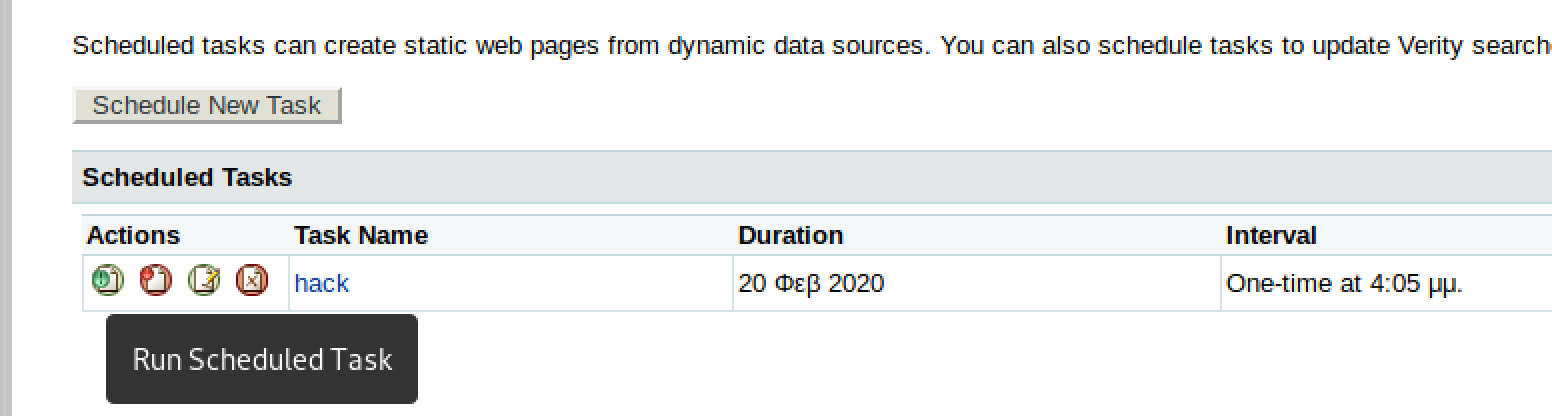 Scheduled tasks can create static web pages from dynamic data sources. You can also schedule tasks to update Verity searche
Schedule New Task
Scheduled Tasks
Actions Task Name Duration Interval
hack 20 Φεβ 2020 One-time at 4:05 μμ.
Run Scheduled Task